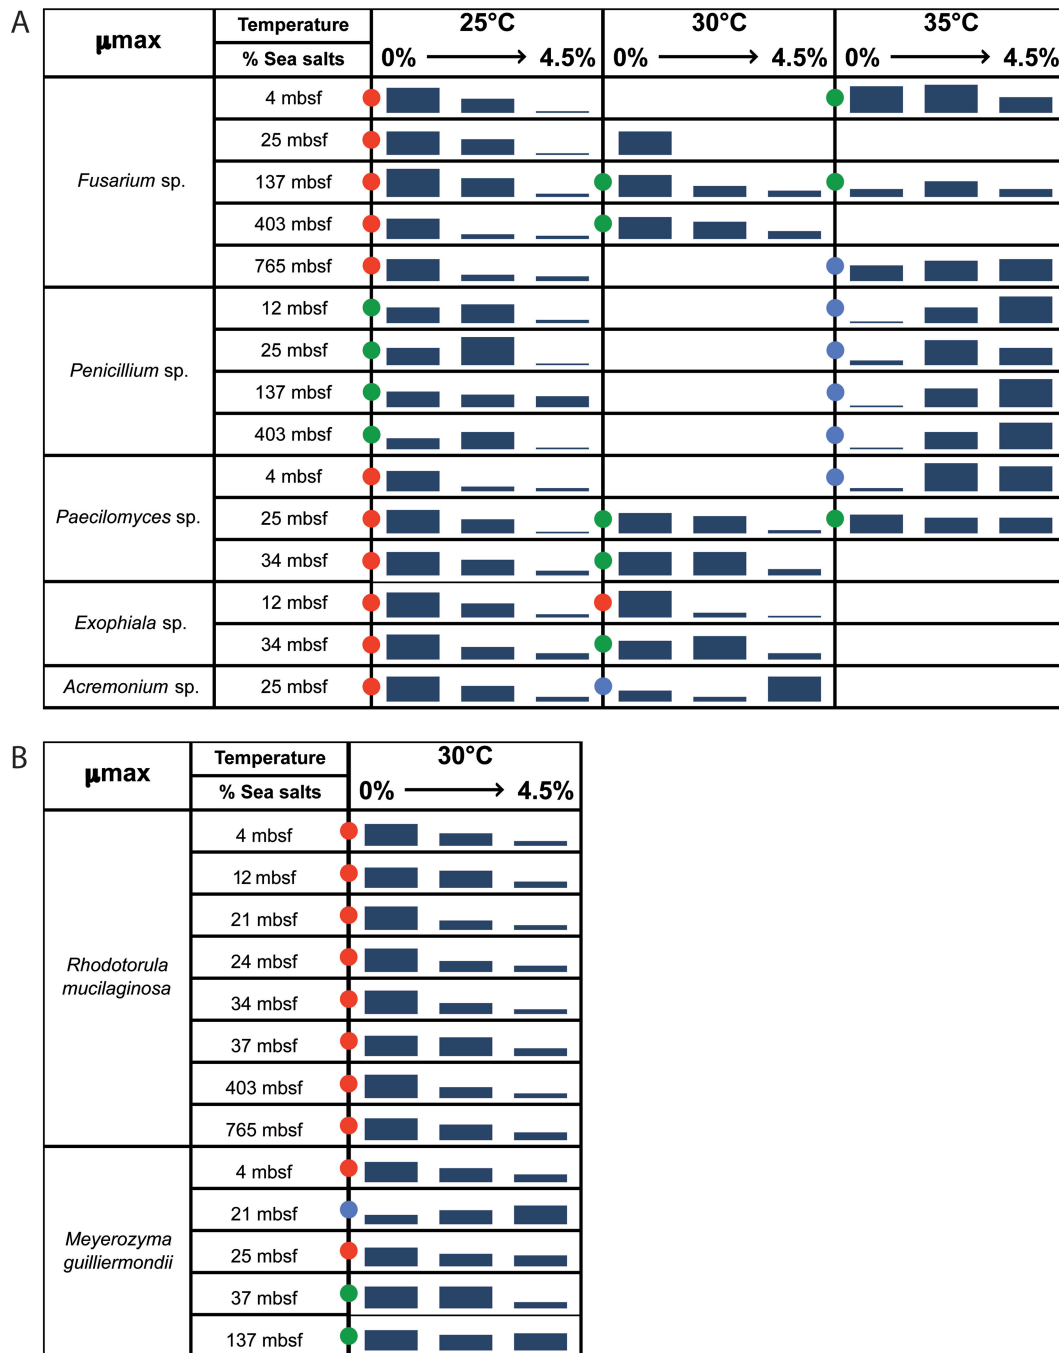 A
μmax
Temperature
25°C
30°C
35°C
% Sea salts
0% → 4.5%
0% → 4.5%
0% → 4.5%
Fusarium sp.
4 mbsf
25 mbsf
137 mbsf
403 mbsf
765 mbsf
Penicillium sp.
12 mbsf
25 mbsf
137 mbsf
403 mbsf
Paecilomyces sp.
4 mbsf
25 mbsf
34 mbsf
Exophiala sp.
12 mbsf
34 mbsf
Acremonium sp.
25 mbsf
B
μmax
Temperature
30°C
% Sea salts
0% → 4.5%
Rhodotorula
mucilaginosa
4 mbsf
12 mbsf
21 mbsf
24 mbsf
34 mbsf
37 mbsf
403 mbsf
765 mbsf
Meyerozyma
guilliermondii
4 mbsf
21 mbsf
25 mbsf
37 mbsf
137 mbsf